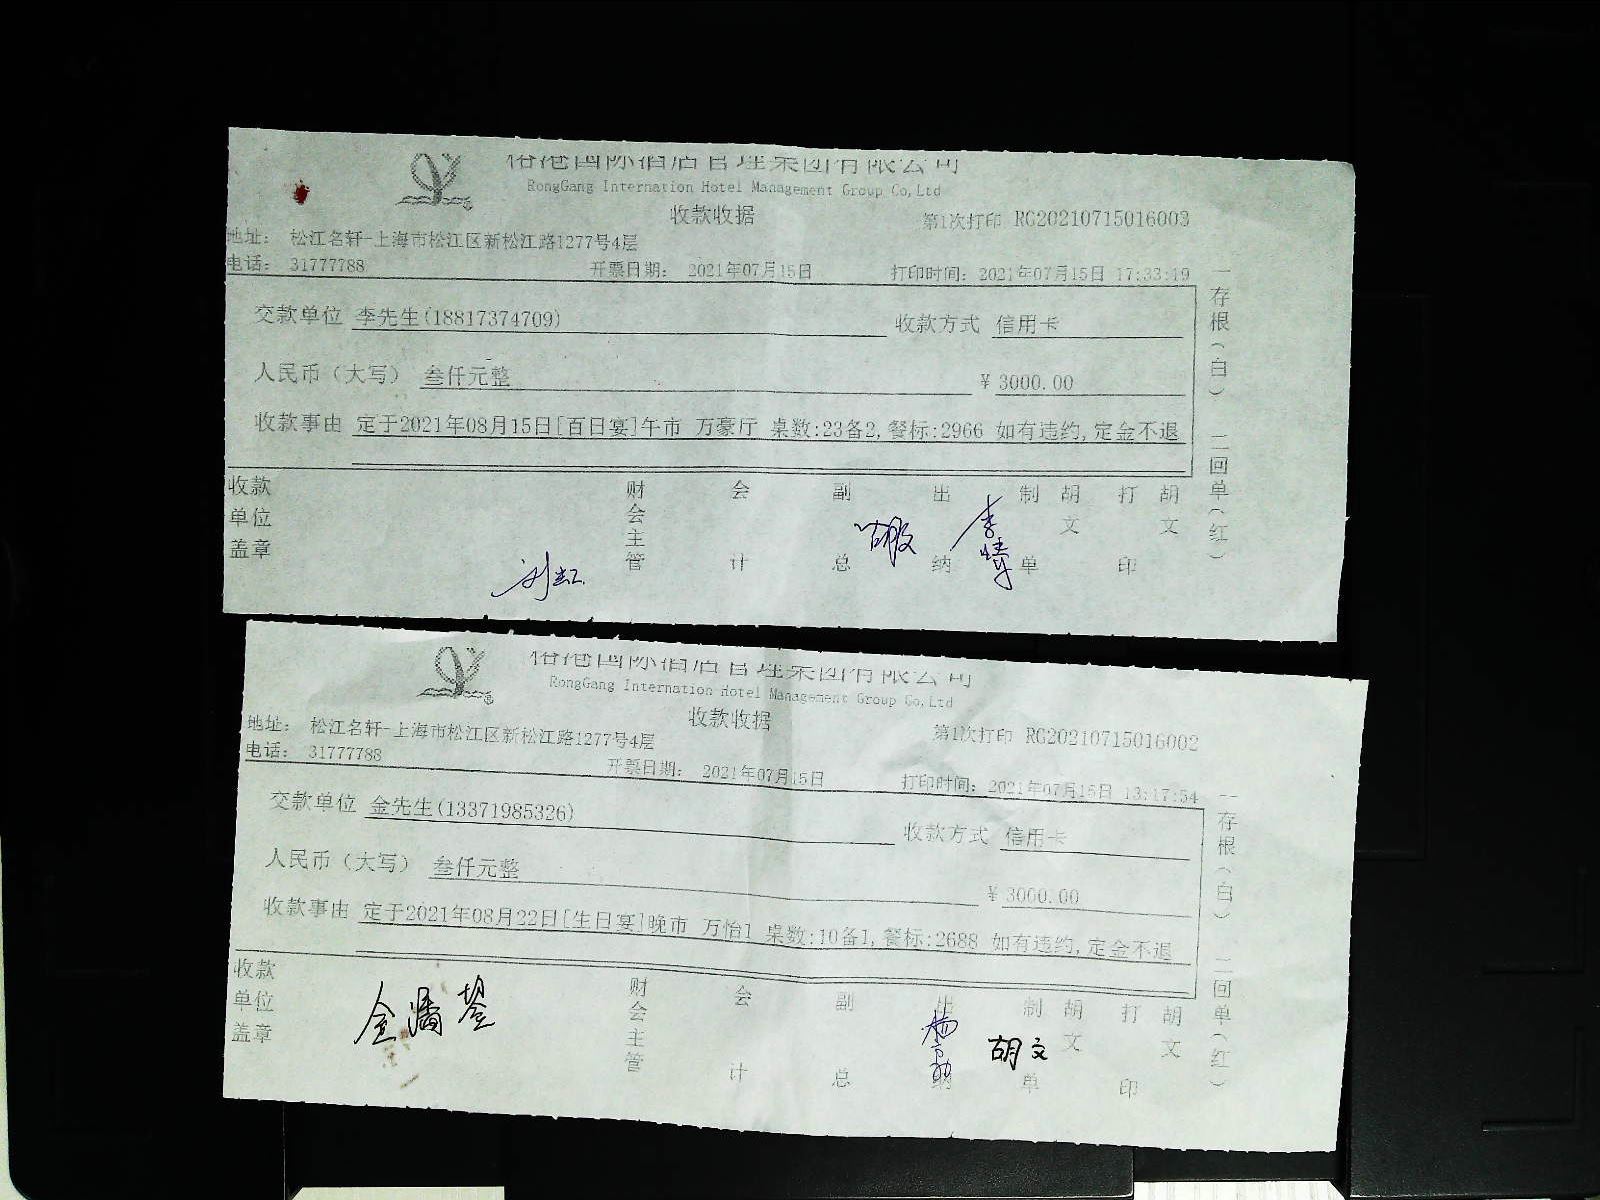 国际酒店管理集团有限公司
RongGang Internation Hotel Management Group Co,Ltd
收款收据
第1次打印 RG20210715016003
地址： 松江名轩-上海市松江区新松江路1277号4层
电话： 31777788
开票日期： 2021年07月15日
打印时间：2021年07月15日 17:33:19
交款单位 李先生(18817374709)
收款方式 信用卡
人民币（大写） 叁仟元整
￥3000.00
收款事由 定于2021年08月15日[百日宴]午市 万豪厅 桌数:23备2,餐标:2966 如有违约,定金不退
一存根（白） 二回单（红）
收款单位盖章
财会主管
会计
副总
出纳
制单
胡文
打印
胡文
国际酒店管理集团有限公司
RongGang Internation Hotel Management Group Co,Ltd
收款收据
第1次打印 RG20210715016002
地址： 松江名轩-上海市松江区新松江路1277号4层
电话： 31777788
开票日期： 2021年07月15日
打印时间：2021年07月15日 13:17:54
交款单位 金先生(13371985326)
收款方式 信用卡
人民币（大写） 叁仟元整
￥3000.00
收款事由 定于2021年08月22日[生日宴]晚市 万怡1 桌数:10备1,餐标:2688 如有违约,定金不退
一存根（白） 二回单（红）
收款单位盖章
财会主管
会计
副总
出纳
胡文
制单
胡文
打印
胡文